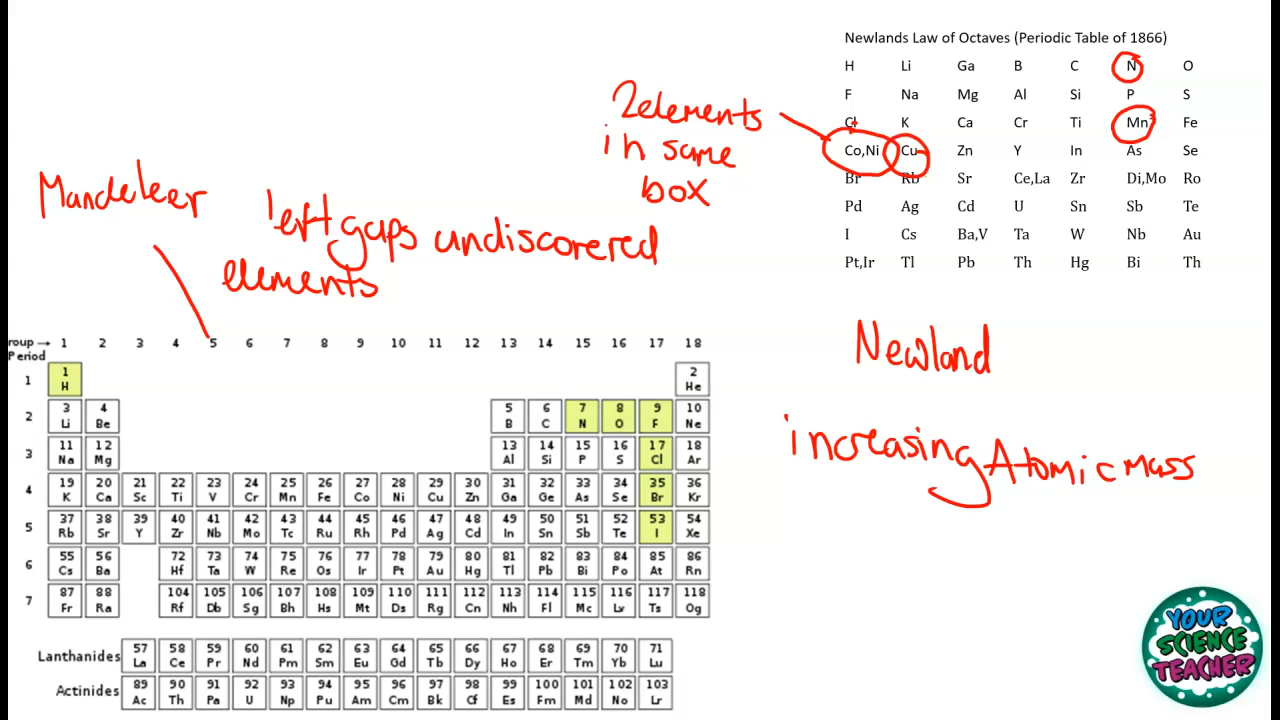 Newlands Law of Octaves (Periodic Table of 1866)
H Li Ga B C N O
F Na Mg Al Si P S
Cl K Ca Cr Ti Mn Fe
Co,Ni Cu Zn Y In As Se
Br Rb Sr Ce,La Zr Di,Mo Ro
Pd Ag Cd U Sn Sb Te
I Cs Ba,V Ta W Nb Au
Pt,Ir Tl Pb Th Hg Bi Th
2elements
in same
box
Mandeleer
left gaps undiscovered
elements
Newland
increasing Atomic mass
roup → 1 2 3 4 5 6 7 8 9 10 11 12 13 14 15 16 17 18
Period
1 2
1 H He
3 4 5 6 7 8 9 10
2 Li Be B C N O F Ne
11 12 13 14 15 16 17 18
3 Na Mg Al Si P S Cl Ar
19 20 21 22 23 24 25 26 27 28 29 30 31 32 33 34 35 36
4 K Ca Sc Ti V Cr Mn Fe Co Ni Cu Zn Ga Ge As Se Br Kr
37 38 39 40 41 42 43 44 45 46 47 48 49 50 51 52 53 54
5 Rb Sr Y Zr Nb Mo Tc Ru Rh Pd Ag Cd In Sn Sb Te I Xe
55 56 72 73 74 75 76 77 78 79 80 81 82 83 84 85 86
6 Cs Ba Hf Ta W Re Os Ir Pt Au Hg Tl Pb Bi Po At Rn
87 88 104 105 106 107 108 109 110 111 112 113 114 115 116 117 118
7 Fr Ra Rf Db Sg Bh Hs Mt Ds Rg Cn Nh Fl Mc Lv Ts Og
57 58 59 60 61 62 63 64 65 66 67 68 69 70 71
Lanthanides La Ce Pr Nd Pm Sm Eu Gd Tb Dy Ho Er Tm Yb Lu
89 90 91 92 93 94 95 96 97 98 99 100 101 102 103
Actinides Ac Th Pa U Np Pu Am Cm Bk Cf Es Fm Md No Lr
YOUR
SCIENCE
TEACHER